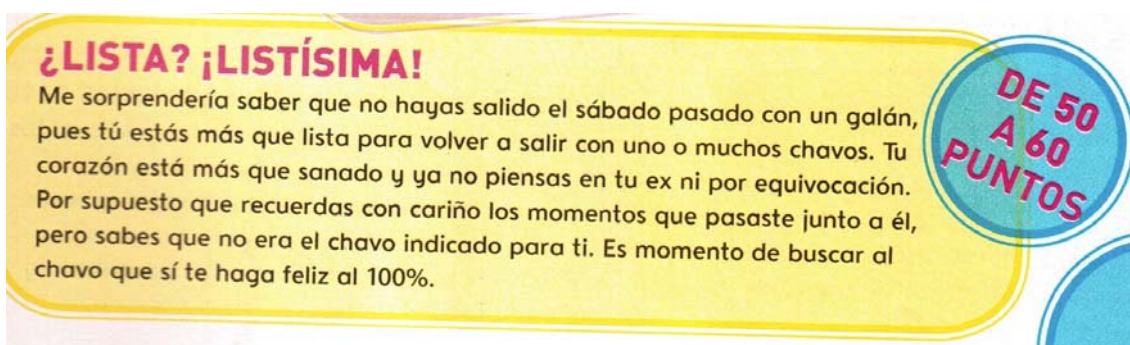 ¿LISTA? ¡LISTÍSIMA!
Me sorprendería saber que no hayas salido el sábado pasado con un galán,
pues tú estás más que lista para volver a salir con uno o muchos chavos. Tu
corazón está más que sanado y ya no piensas en tu ex ni por equivocación.
Por supuesto que recuerdas con cariño los momentos que pasaste junto a él,
pero sabes que no era el chavo indicado para ti. Es momento de buscar al
chavo que sí te haga feliz al 100%.
DE 50
A 60
PUNTOS